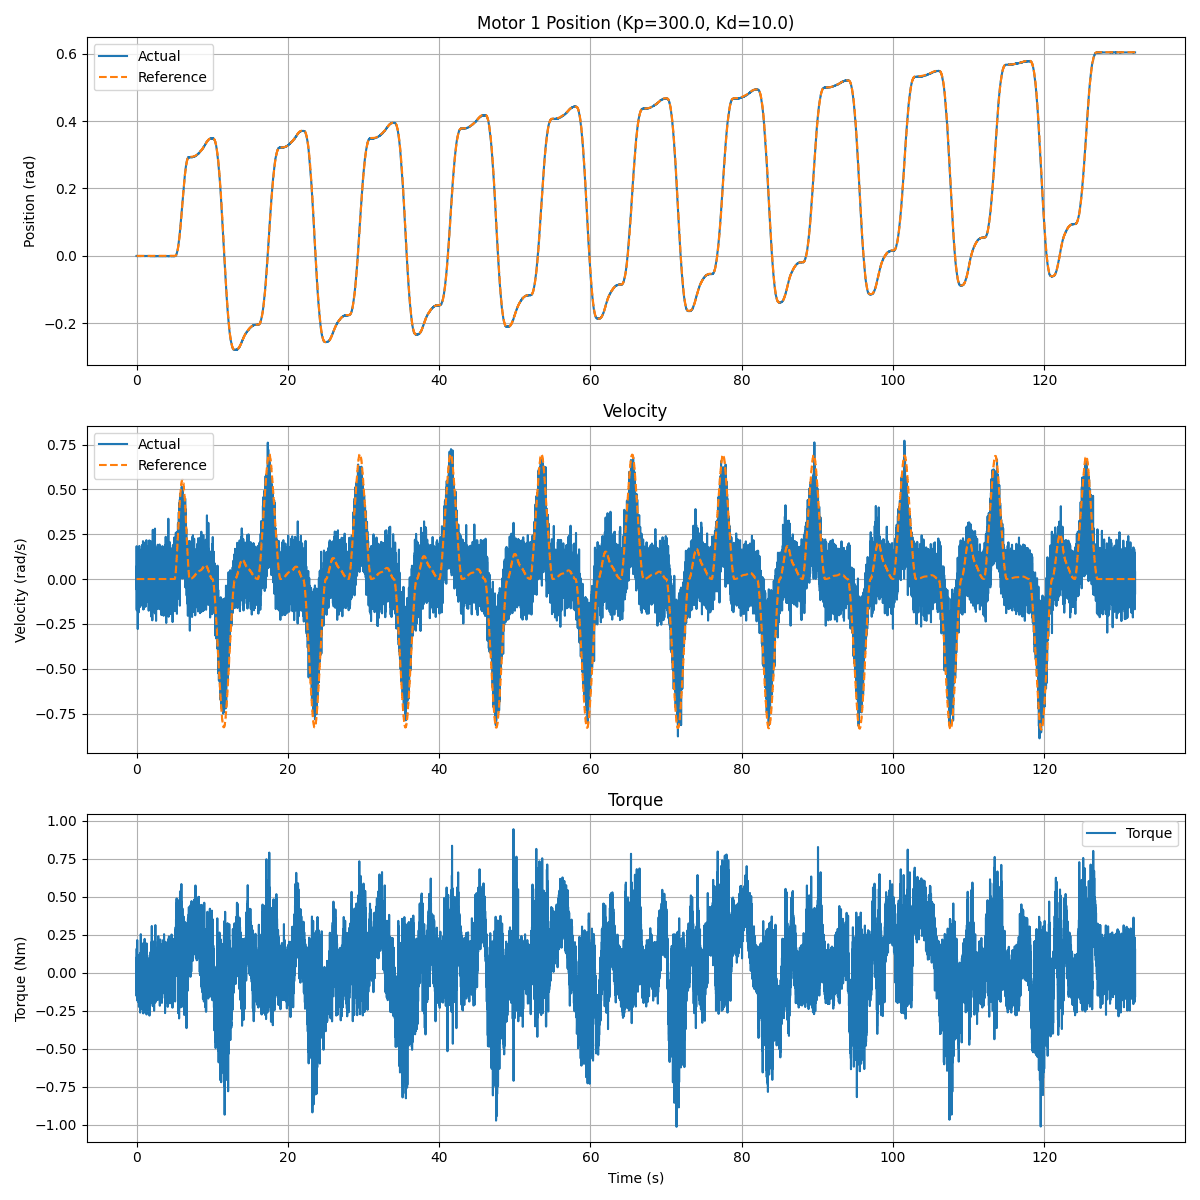 Motor 1 Position (Kp=300.0, Kd=10.0)
Actual
Reference
Position (rad)
0.6
0.4
0.2
0.0
−0.2
0 20 40 60 80 100 120
Velocity
Actual
Reference
Velocity (rad/s)
0.75
0.50
0.25
0.00
−0.25
−0.50
−0.75
0 20 40 60 80 100 120
Torque
Torque
Torque (Nm)
1.00
0.75
0.50
0.25
0.00
−0.25
−0.50
−0.75
−1.00
0 20 40 60 80 100 120
Time (s)